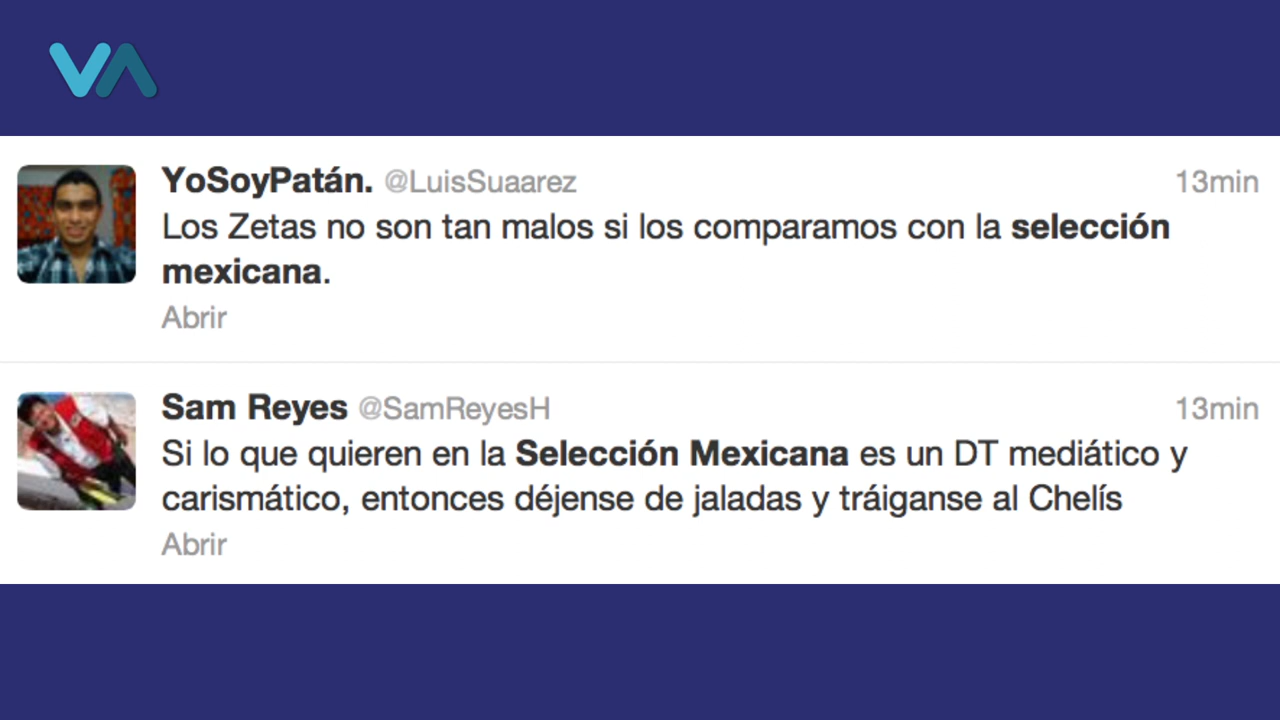 VA
YoSoyPatán. @LuisSuaarez 13min
Los Zetas no son tan malos si los comparamos con la selección
mexicana.
Abrir
Sam Reyes @SamReyesH 13min
Si lo que quieren en la Selección Mexicana es un DT mediático y
carismático, entonces déjense de jaladas y tráiganse al Chelís
Abrir